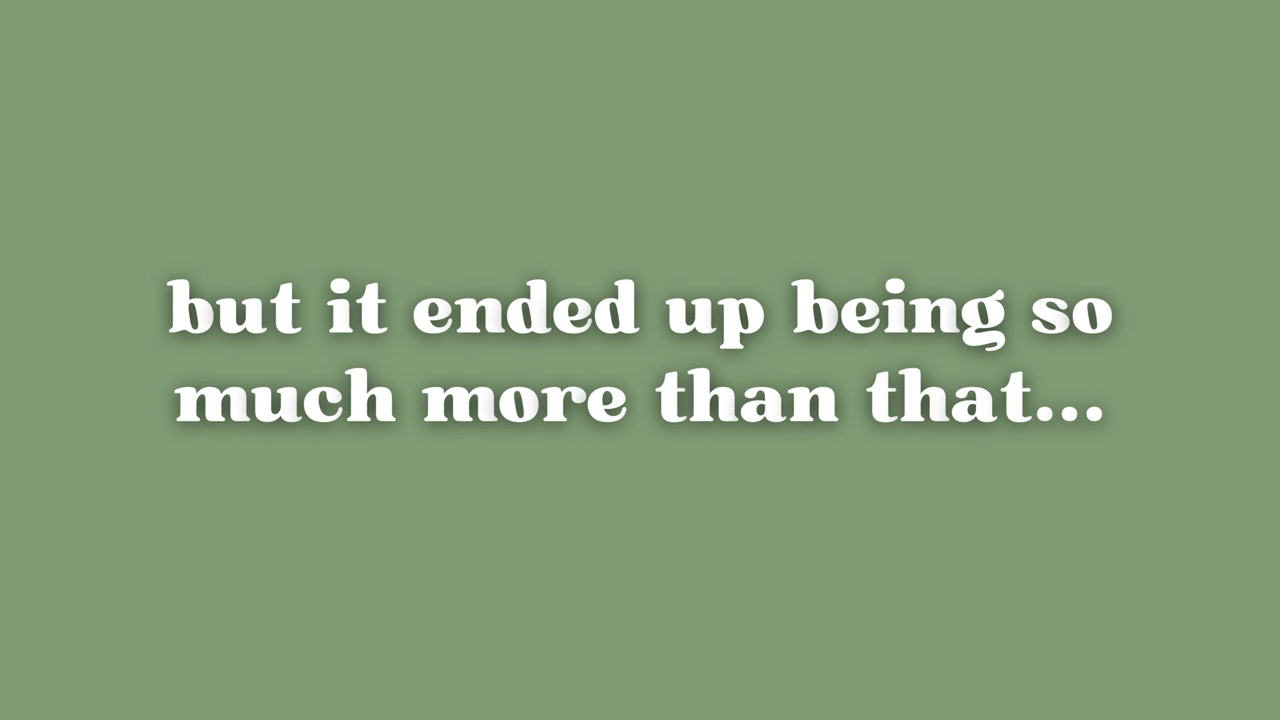 but it ended up being so
much more than that...